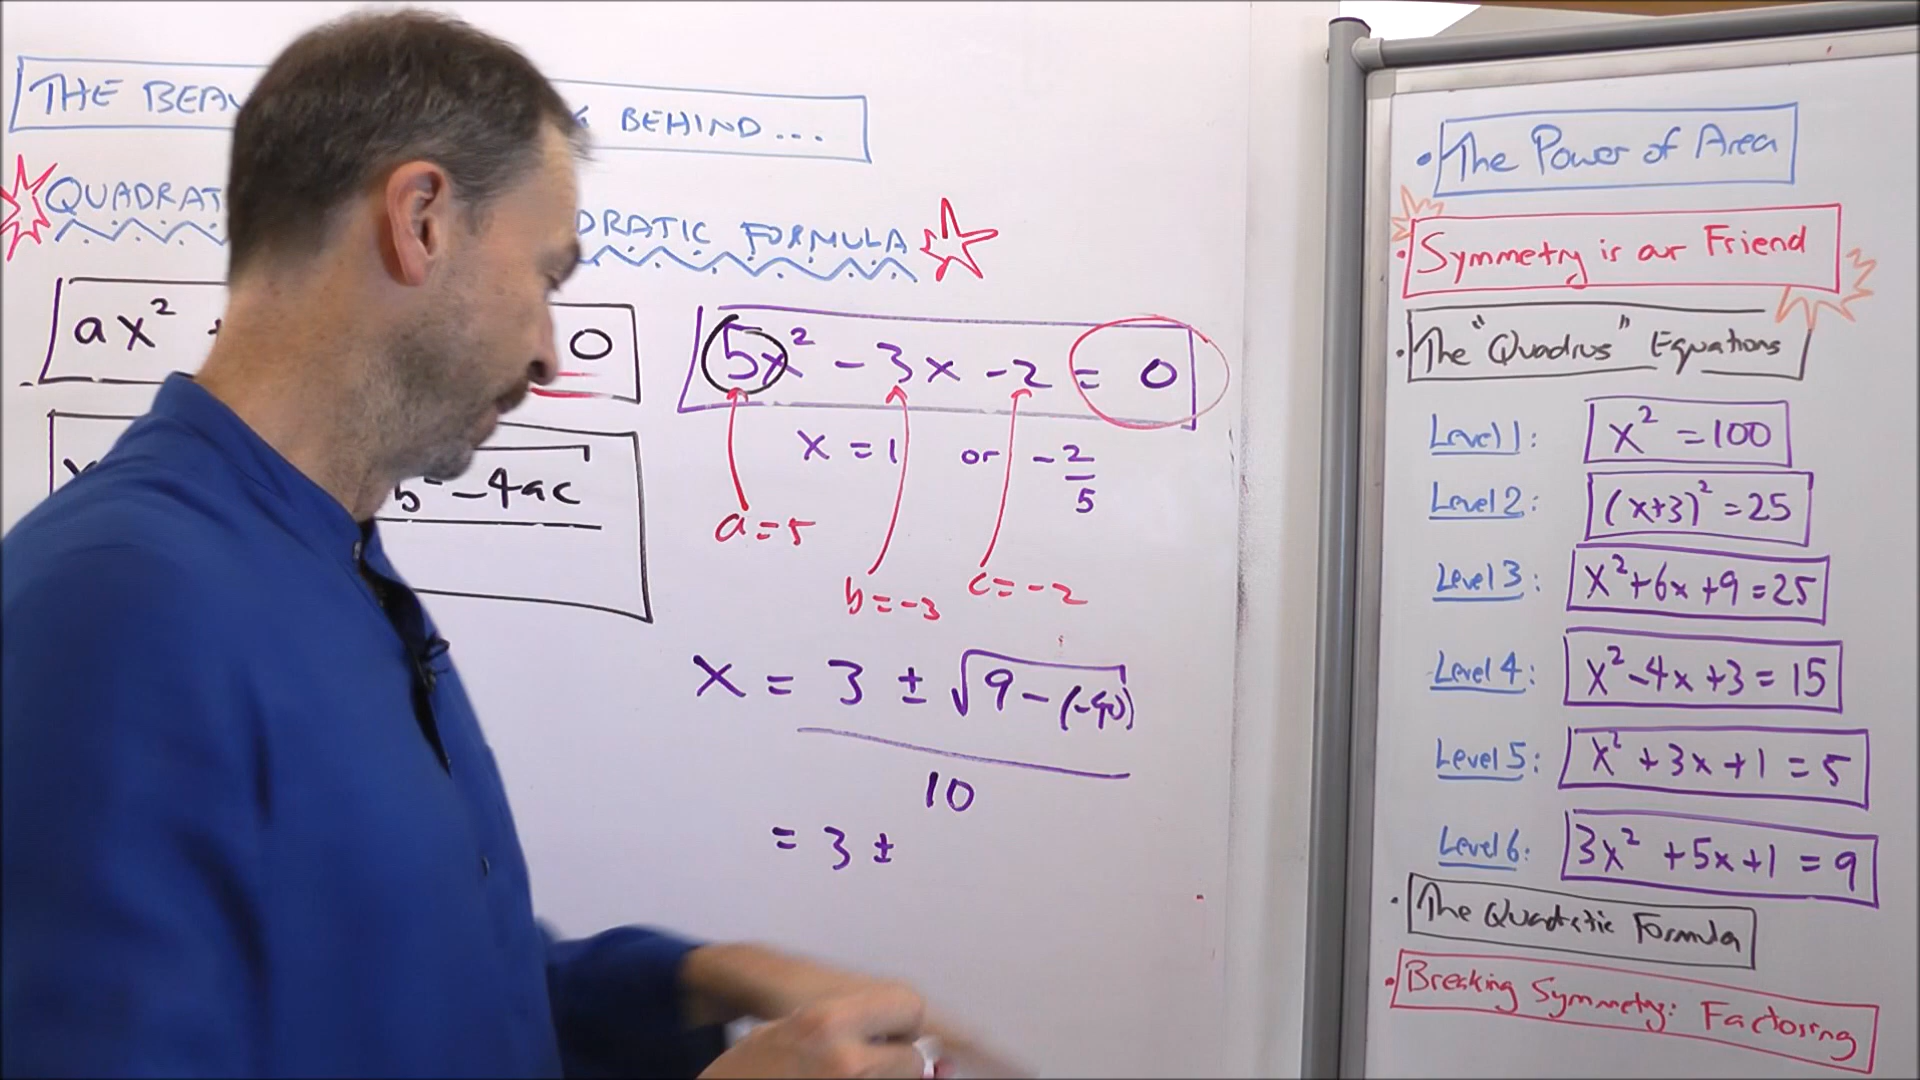 THE BEHIND...
QUADRATIC FORMULA
ax² + 0
b² - 4ac
5x² - 3x - 2 = 0
x = 1 or -2/5
a = 5
b = -3
c = -2
x = 3 ± √9 - (-40)
10
= 3 ±
• The Power of Area
• Symmetry is our Friend
• The "Quadrus" Equations
Level 1: x² = 100
Level 2: (x+3)² = 25
Level 3: x² + 6x + 9 = 25
Level 4: x² - 4x + 3 = 15
Level 5: x² + 3x + 1 = 5
Level 6: 3x² + 5x + 1 = 9
• The Quadratic Formula
• Breaking Symmetry: Factoring